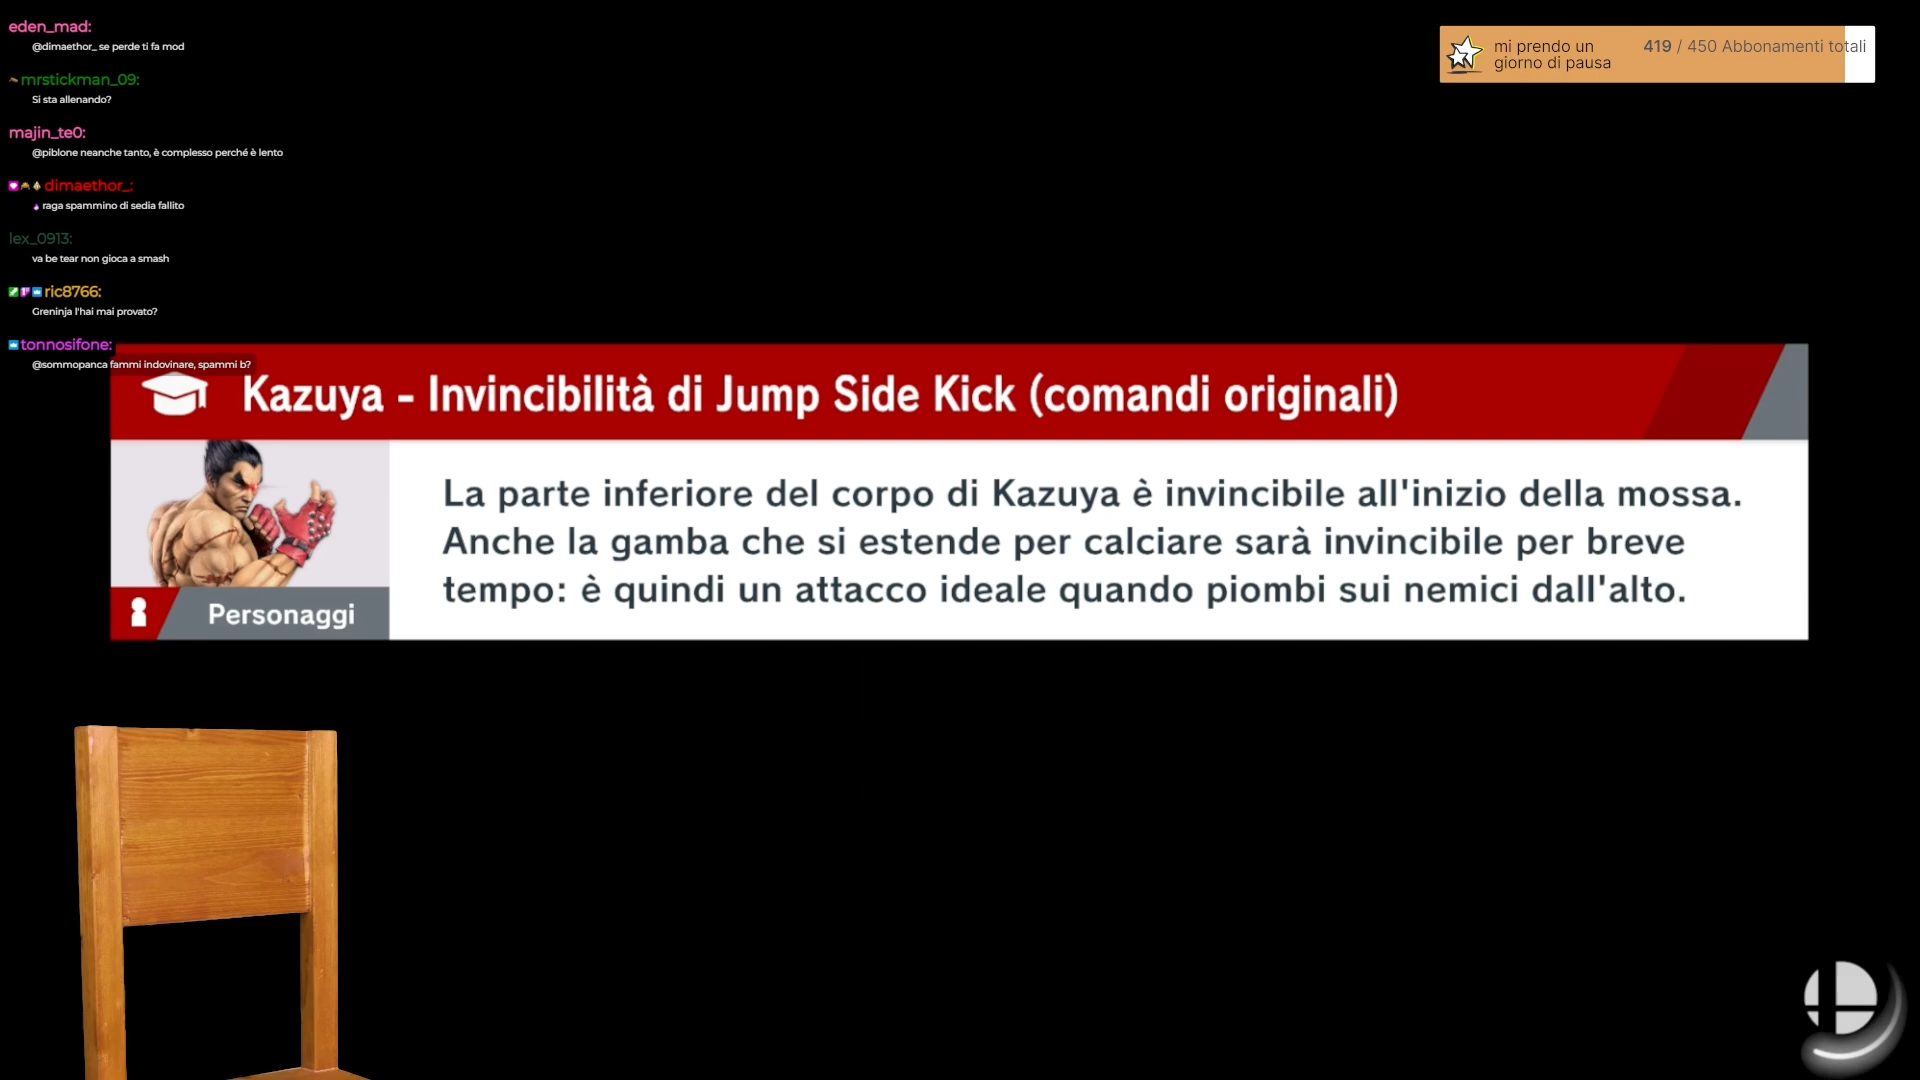 eden_mad:
@dimaethor_ se perde ti fa mod
mrstickman_09:
Si sta allenando?
majin_te0:
@piblone neanche tanto, è complesso perché è lento
dimaethor_:
raga spammino di sedia fallito
lex_0913:
va be tear non gioca a smash
ric8766:
Greninja l'hai mai provato?
tonnosifone:
@sommopanca fammi indovinare, spammi b?
mi prendo un
giorno di pausa
419 / 450 Abbonamenti totali
Kazuya - Invincibilità di Jump Side Kick (comandi originali)
La parte inferiore del corpo di Kazuya è invincibile all'inizio della mossa.
Anche la gamba che si estende per calciare sarà invincibile per breve
tempo: è quindi un attacco ideale quando piombi sui nemici dall'alto.
Personaggi